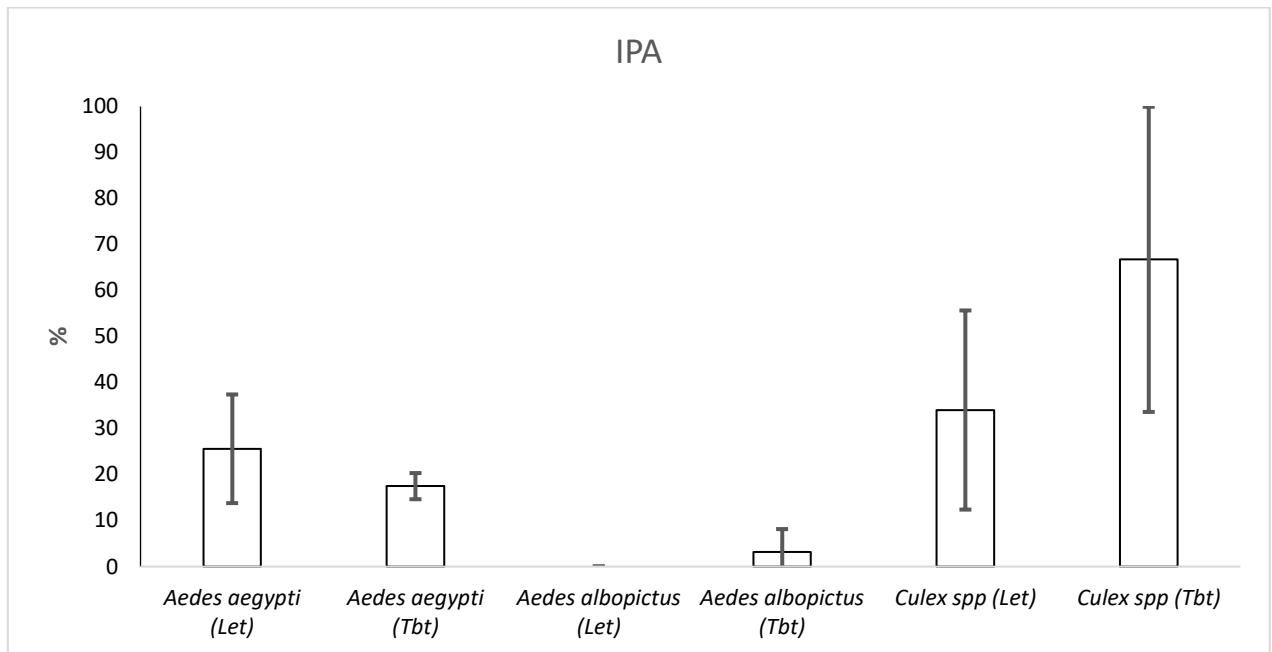 IPA
100
90
80
70
60
50
40
30
20
10
0
%
Aedes aegypti
(Let)
Aedes aegypti
(Tbt)
Aedes albopictus
(Let)
Aedes albopictus
(Tbt)
Culex spp (Let)
Culex spp (Tbt)